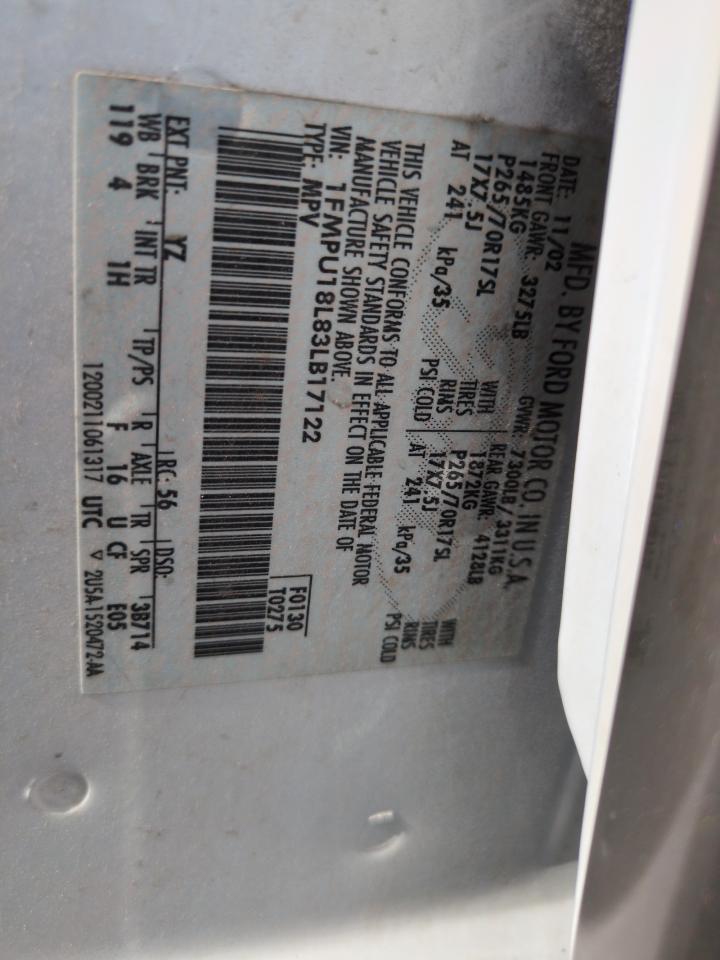 MFD. BY FORD MOTOR CO. IN U.S.A.
DATE: 11/02 GVWR: 7300LB/3311KG
FRONT GAWR: 3275LB REAR GAWR: 4128LB
1485KG WITH 1872KG WITH
P265/70R17SL TIRES P265/70R17SL TIRES
17X7.5J RIMS 17X7.5J RIMS
AT 241 kPa/35 PSI COLD AT 241 kPa/35 PSI COLD
THIS VEHICLE CONFORMS TO ALL APPLICABLE FEDERAL MOTOR
VEHICLE SAFETY STANDARDS IN EFFECT ON THE DATE OF
MANUFACTURE SHOWN ABOVE.
VIN: 1FMPU18L83LB17122
TYPE: MPV
F0130
T0275
EXT PNT: YZ RC: 56 DSO:
WB BRK INT TR TP/PS R AXLE TR SPR 3B714
119 4 1H F 16 U CF E05
12002110​61317 UTC ▽ 2U5A-1520472-AA